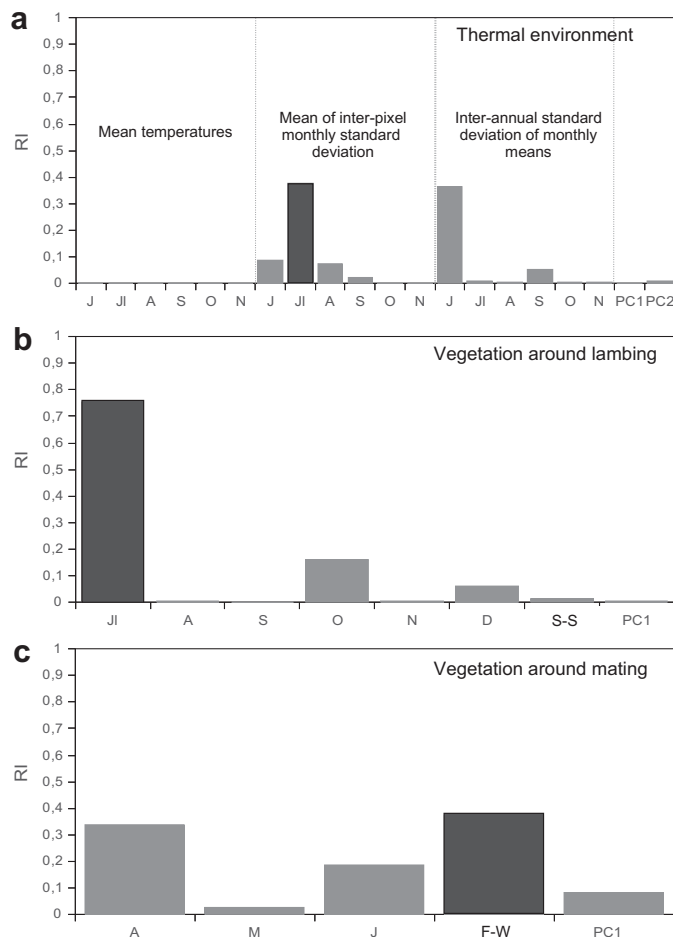 a
Thermal environment
Mean temperatures
Mean of inter-pixel
monthly standard
deviation
Inter-annual standard
deviation of monthly
means
RI
1
0,9
0,8
0,7
0,6
0,5
0,4
0,3
0,2
0,1
0
J Jl A S O N J Jl A S O N J Jl A S O N PC1 PC2
b
Vegetation around lambing
RI
1
0,9
0,8
0,7
0,6
0,5
0,4
0,3
0,2
0,1
0
Jl A S O N D S-S PC1
c
Vegetation around mating
RI
1
0,9
0,8
0,7
0,6
0,5
0,4
0,3
0,2
0,1
0
A M J F-W PC1